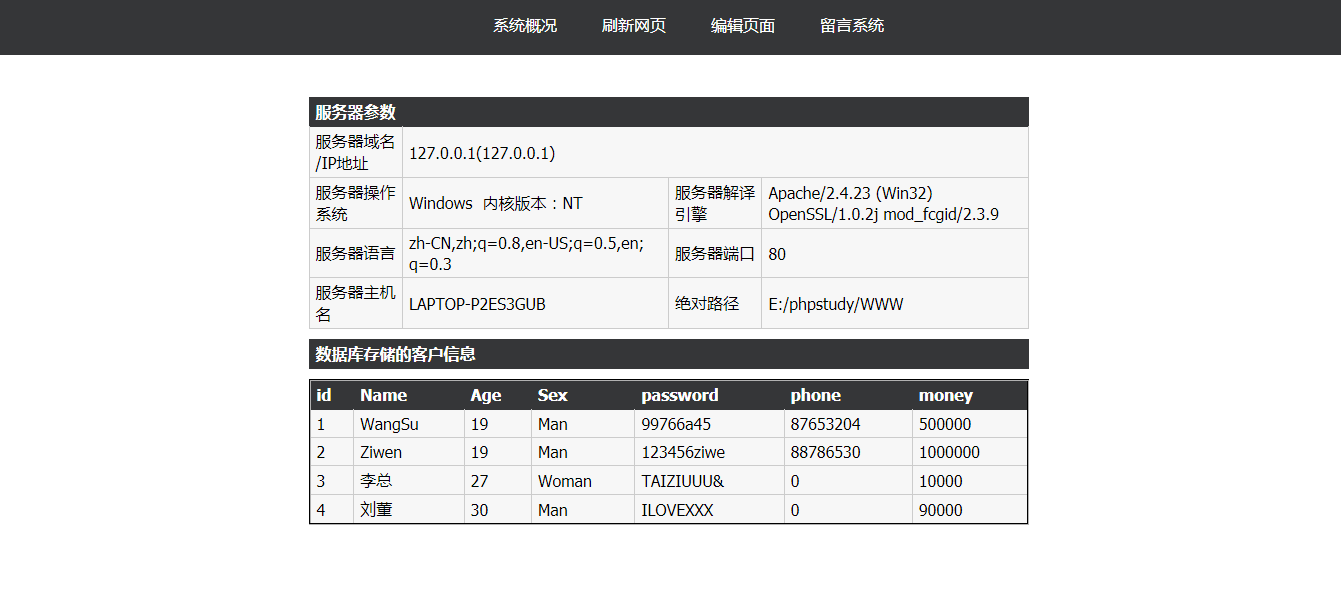 系统概况 刷新网页 编辑页面 留言系统
服务器参数
服务器域名
/IP地址
127.0.0.1(127.0.0.1)
服务器操作
系统
Windows 内核版本：NT
服务器解译
引擎
Apache/2.4.23 (Win32)
OpenSSL/1.0.2j mod_fcgid/2.3.9
服务器语言
zh-CN,zh;q=0.8,en-US;q=0.5,en;
q=0.3
服务器端口
80
服务器主机
名
LAPTOP-P2ES3GUB
绝对路径
E:/phpstudy/WWW
数据库存储的客户信息
id Name Age Sex password phone money
1 WangSu 19 Man 99766a45 87653204 500000
2 Ziwen 19 Man 123456ziwe 88786530 1000000
3 李总 27 Woman TAIZIUUU& 0 10000
4 刘董 30 Man ILOVEXXX 0 90000